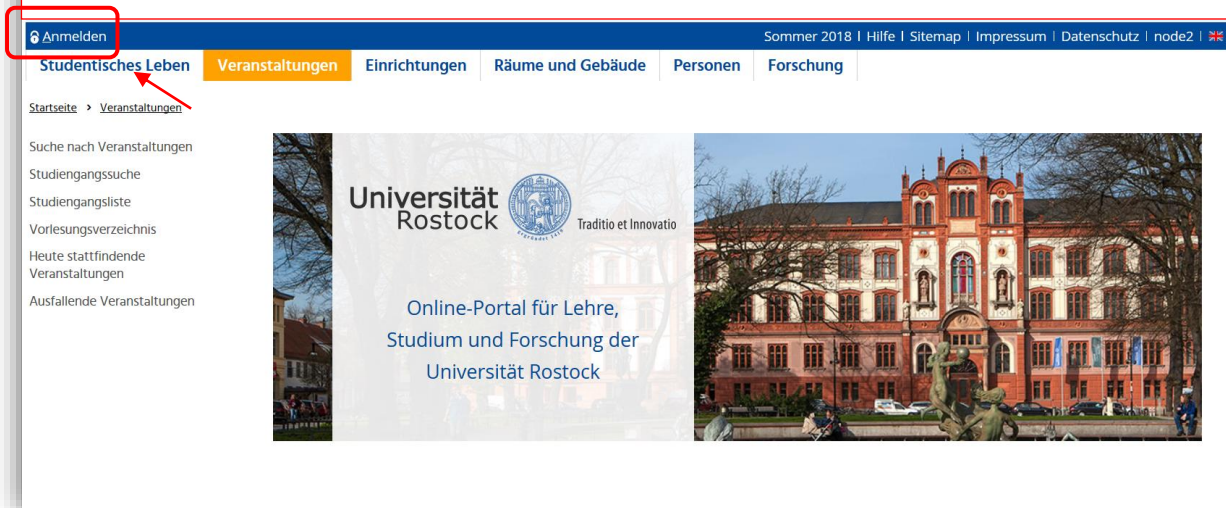 Anmelden
Sommer 2018 | Hilfe | Sitemap | Impressum | Datenschutz | node2 |
Studentisches Leben Veranstaltungen Einrichtungen Räume und Gebäude Personen Forschung
Startseite > Veranstaltungen
Suche nach Veranstaltungen
Studiengangssuche
Studiengangsliste
Vorlesungsverzeichnis
Heute stattfindende
Veranstaltungen
Ausfallende Veranstaltungen
Universität
Rostock
Traditio et Innovatio
Online-Portal für Lehre,
Studium und Forschung der
Universität Rostock